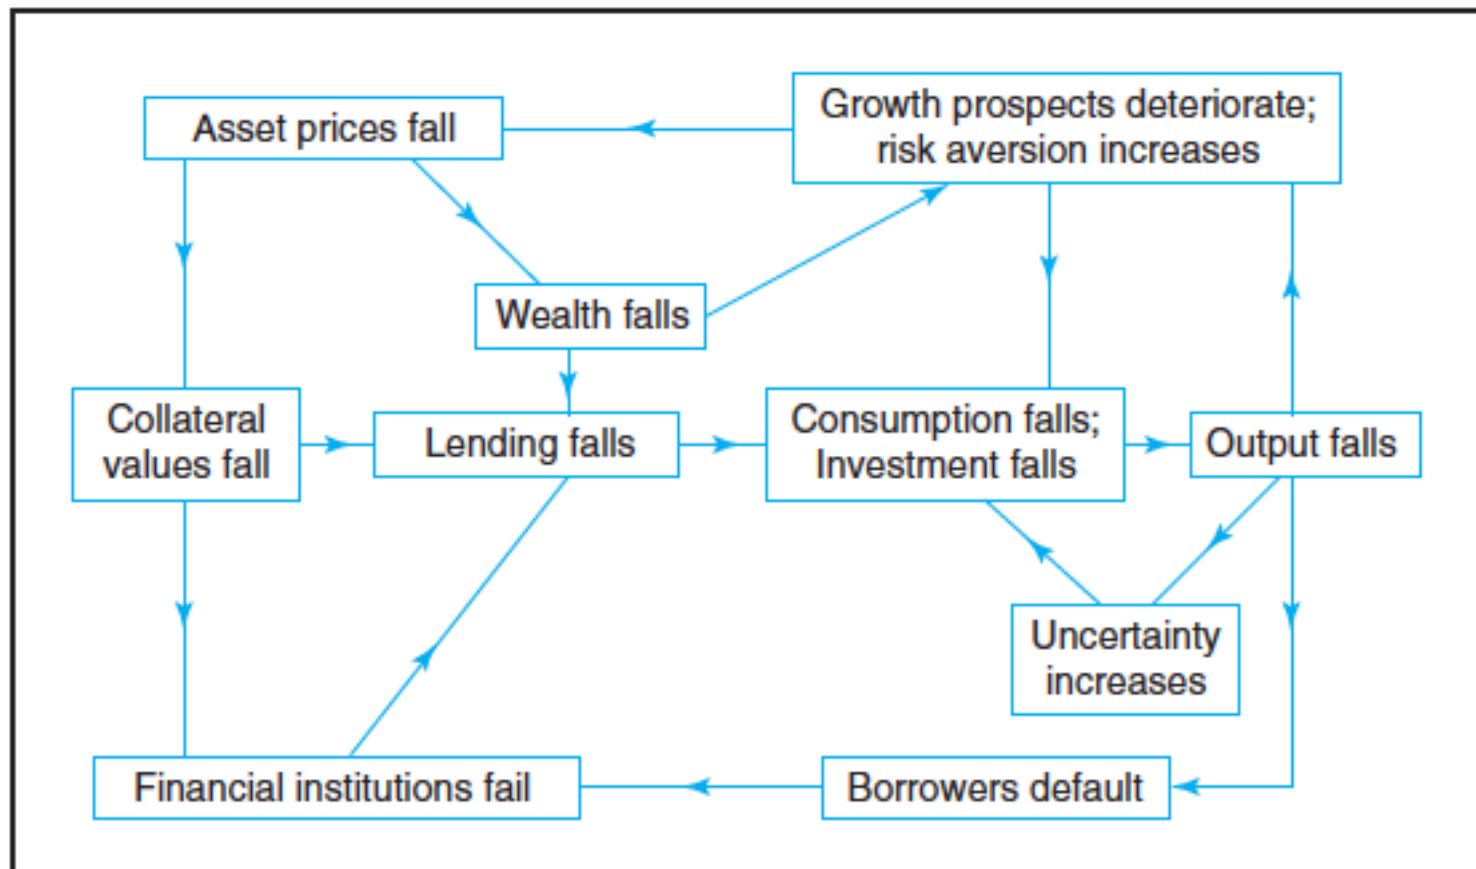 Asset prices fall
Growth prospects deteriorate;
risk aversion increases
Wealth falls
Collateral
values fall
Lending falls
Consumption falls;
Investment falls
Output falls
Uncertainty
increases
Financial institutions fail
Borrowers default